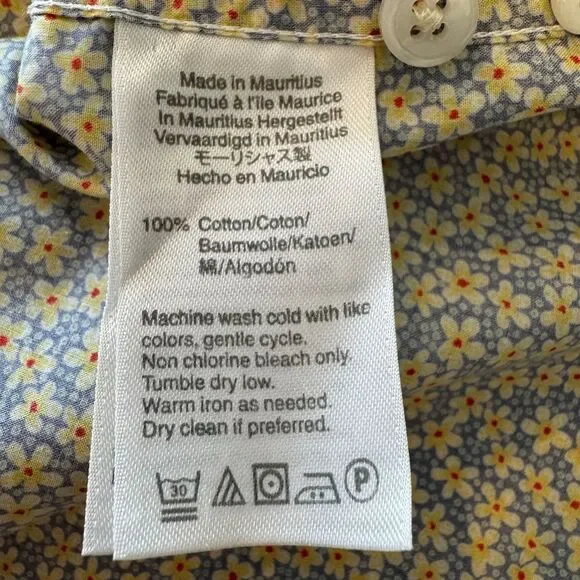 Made in Mauritius
Fabriqué à l'Ile Maurice
In Mauritius Hergestellt
Vervaardigd in Mauritius
モーリシャス製
Hecho en Mauricio
100% Cotton/Coton/
Baumwolle/Katoen/
綿/Algodón
Machine wash cold with like
colors, gentle cycle.
Non chlorine bleach only.
Tumble dry low.
Warm iron as needed.
Dry clean if preferred.
30 P